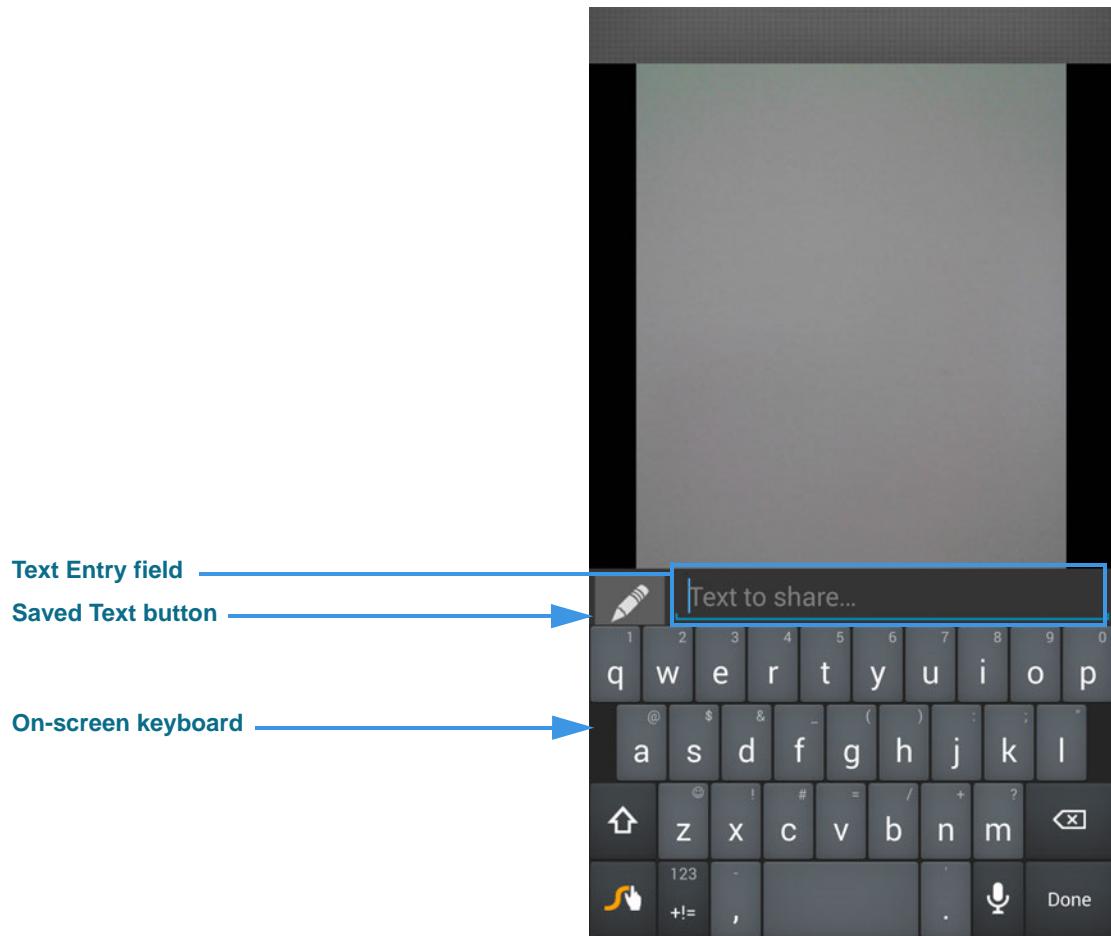 Text Entry field
Text to share...
Saved Text button
1 2 3 4 5 6 7 8 9 0
q w e r t y u i o p
On-screen keyboard
@ $ & _ ( ) : ; "
a s d f g h j k l
! # = / + ?
z x c v b n m
123 - '
+!= , . Done